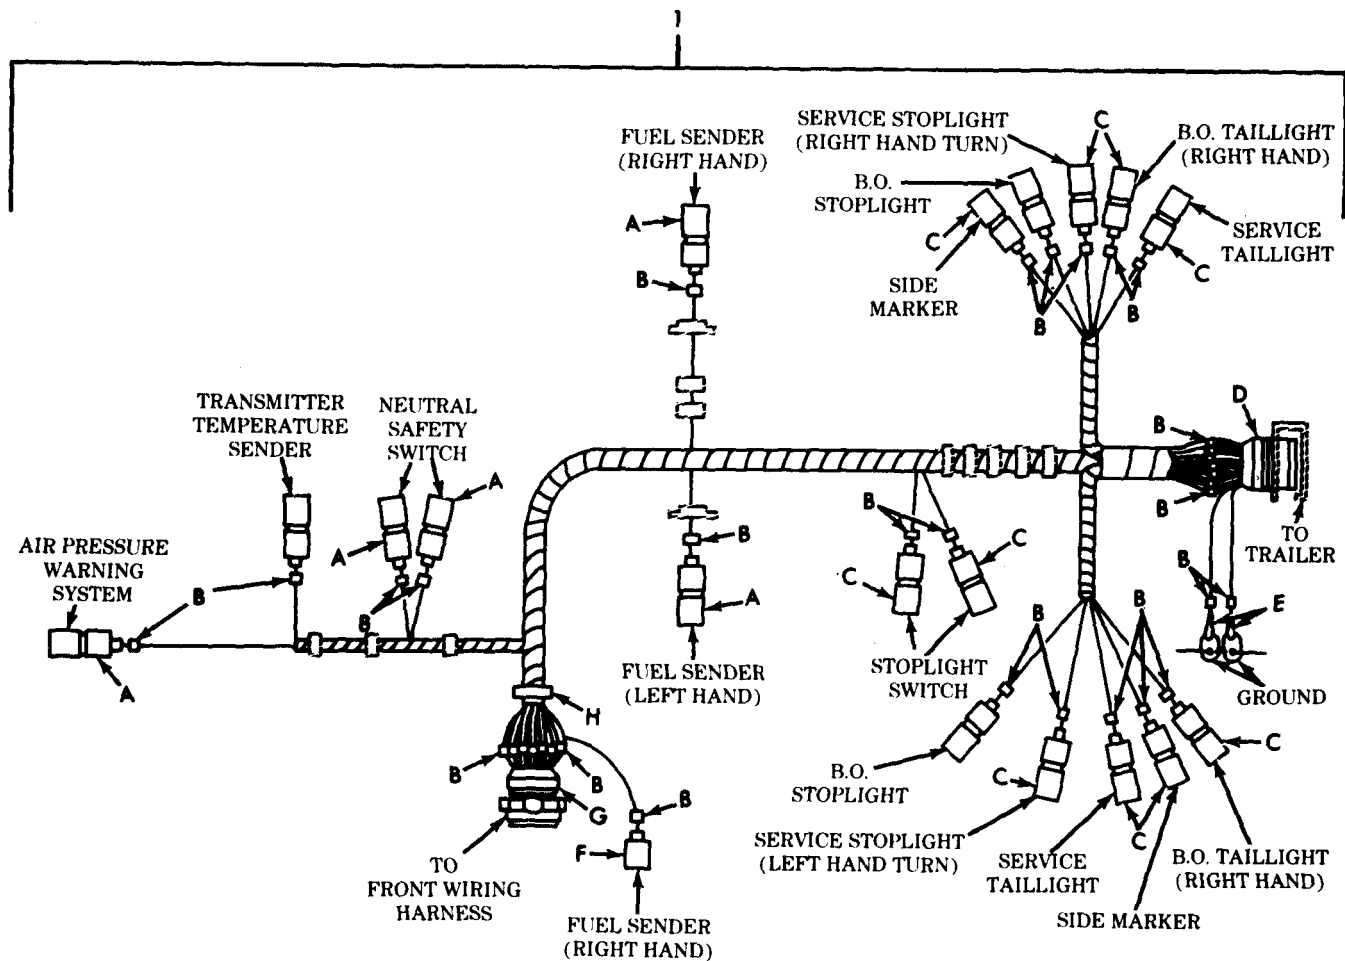 1
FUEL SENDER
(RIGHT HAND)
A
B
SERVICE STOPLIGHT
(RIGHT HAND TURN)
C
B.O. TAILLIGHT
(RIGHT HAND)
B.O.
STOPLIGHT
C
SIDE
MARKER
SERVICE
TAILLIGHT
C
B
B
TRANSMITTER
TEMPERATURE
SENDER
NEUTRAL
SAFETY
SWITCH
A
A
B
AIR PRESSURE
WARNING
SYSTEM
B
A
B
A
FUEL SENDER
(LEFT HAND)
B
C
C
STOPLIGHT
SWITCH
D
B
B
TO
TRAILER
B
E
GROUND
H
B
B
G
TO
FRONT WIRING
HARNESS
B
F
FUEL SENDER
(RIGHT HAND)
B
B
B.O.
STOPLIGHT
C
SERVICE STOPLIGHT
(LEFT HAND TURN)
C
SERVICE
TAILLIGHT
SIDE MARKER
C
B.O. TAILLIGHT
(RIGHT HAND)